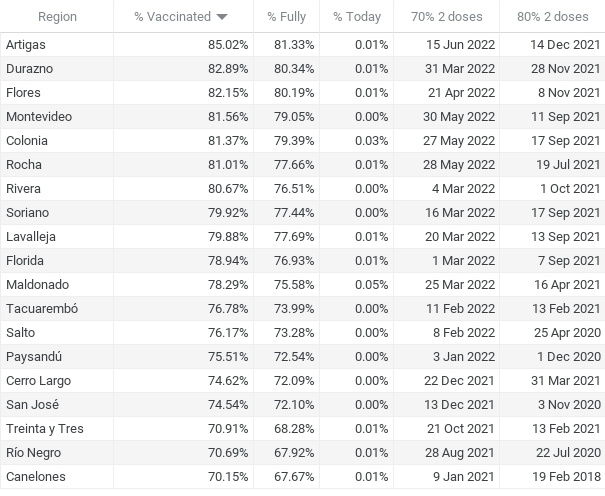 Region % Vaccinated % Fully % Today 70% 2 doses 80% 2 doses
Artigas 85.02% 81.33% 0.01% 15 Jun 2022 14 Dec 2021
Durazno 82.89% 80.34% 0.01% 31 Mar 2022 28 Nov 2021
Flores 82.15% 80.19% 0.01% 21 Apr 2022 8 Nov 2021
Montevideo 81.56% 79.05% 0.00% 30 May 2022 11 Sep 2021
Colonia 81.37% 79.39% 0.03% 27 May 2022 17 Sep 2021
Rocha 81.01% 77.66% 0.01% 28 May 2022 19 Jul 2021
Rivera 80.67% 76.51% 0.00% 4 Mar 2022 1 Oct 2021
Soriano 79.92% 77.44% 0.00% 16 Mar 2022 17 Sep 2021
Lavalleja 79.88% 77.69% 0.01% 20 Mar 2022 13 Sep 2021
Florida 78.94% 76.93% 0.01% 1 Mar 2022 7 Sep 2021
Maldonado 78.29% 75.58% 0.05% 25 Mar 2022 16 Apr 2021
Tacuarembó 76.78% 73.99% 0.00% 11 Feb 2022 13 Feb 2021
Salto 76.17% 73.28% 0.00% 8 Feb 2022 25 Apr 2020
Paysandú 75.51% 72.54% 0.00% 3 Jan 2022 1 Dec 2020
Cerro Largo 74.62% 72.09% 0.00% 22 Dec 2021 31 Mar 2021
San José 74.54% 72.10% 0.00% 13 Dec 2021 3 Nov 2020
Treinta y Tres 70.91% 68.28% 0.01% 21 Oct 2021 13 Feb 2021
Río Negro 70.69% 67.92% 0.01% 28 Aug 2021 22 Jul 2020
Canelones 70.15% 67.67% 0.01% 9 Jan 2021 19 Feb 2018